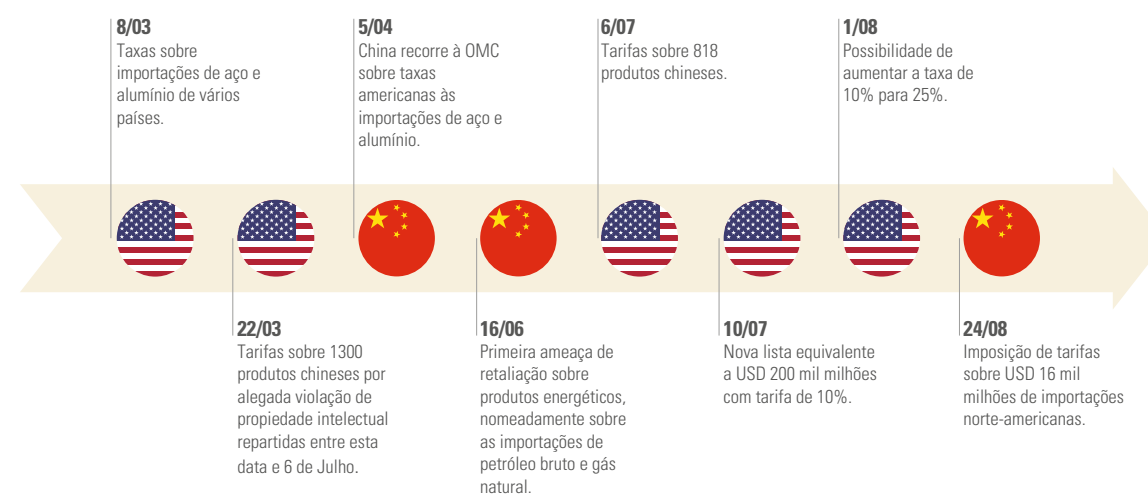 8/03
Taxas sobre
importações de aço e
alumínio de vários
países.
22/03
Tarifas sobre 1300
produtos chineses por
alegada violação de
propiedade intelectual
repartidas entre esta
data e 6 de Julho.
5/04
China recorre à OMC
sobre taxas
americanas às
importações de aço e
alumínio.
16/06
Primeira ameaça de
retaliação sobre
produtos energéticos,
nomeadamente sobre
as importações de
petróleo bruto e gás
natural.
6/07
Tarifas sobre 818
produtos chineses.
10/07
Nova lista equivalente
a USD 200 mil milhões
com tarifa de 10%.
1/08
Possibilidade de
aumentar a taxa de
10% para 25%.
24/08
Imposição de tarifas
sobre USD 16 mil
milhões de importações
norte-americanas.